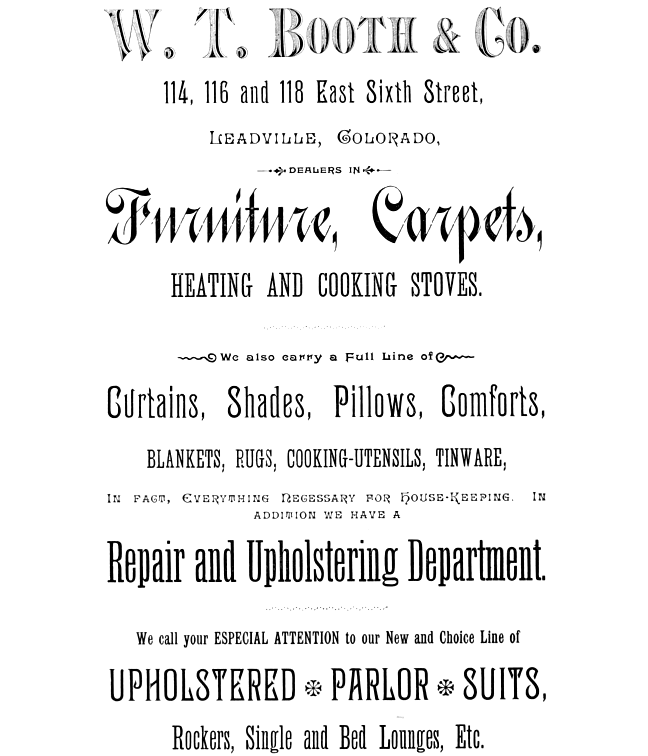 W. T. BOOTH & CO.
114, 116 and 118 East Sixth Street,
LEADVILLE, COLORADO,
DEALERS IN
Furniture, Carpets,
HEATING AND COOKING STOVES.
We also carry a Full Line of
Curtains, Shades, Pillows, Comforts,
BLANKETS, RUGS, COOKING-UTENSILS, TINWARE,
IN FACT, EVERYTHING NECESSARY FOR HOUSE-KEEPING. IN
ADDITION WE HAVE A
Repair and Upholstering Department.
We call your ESPECIAL ATTENTION to our New and Choice Line of
UPHOLSTERED ❉ PARLOR ❉ SUITS,
Rockers, Single and Bed Lounges, Etc.